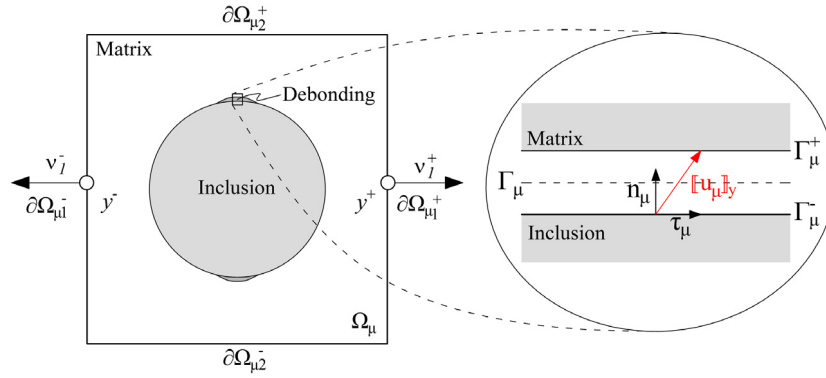 ∂Ωμ2+
Matrix
Debonding
ν1-
Inclusion
ν1+
∂Ωμ1-
y-
y+
∂Ωμ1+
Ωμ
∂Ωμ2-
Matrix
Γμ+
Γμ
nμ
⟦uμ⟧y
Γμ-
Inclusion
τμ